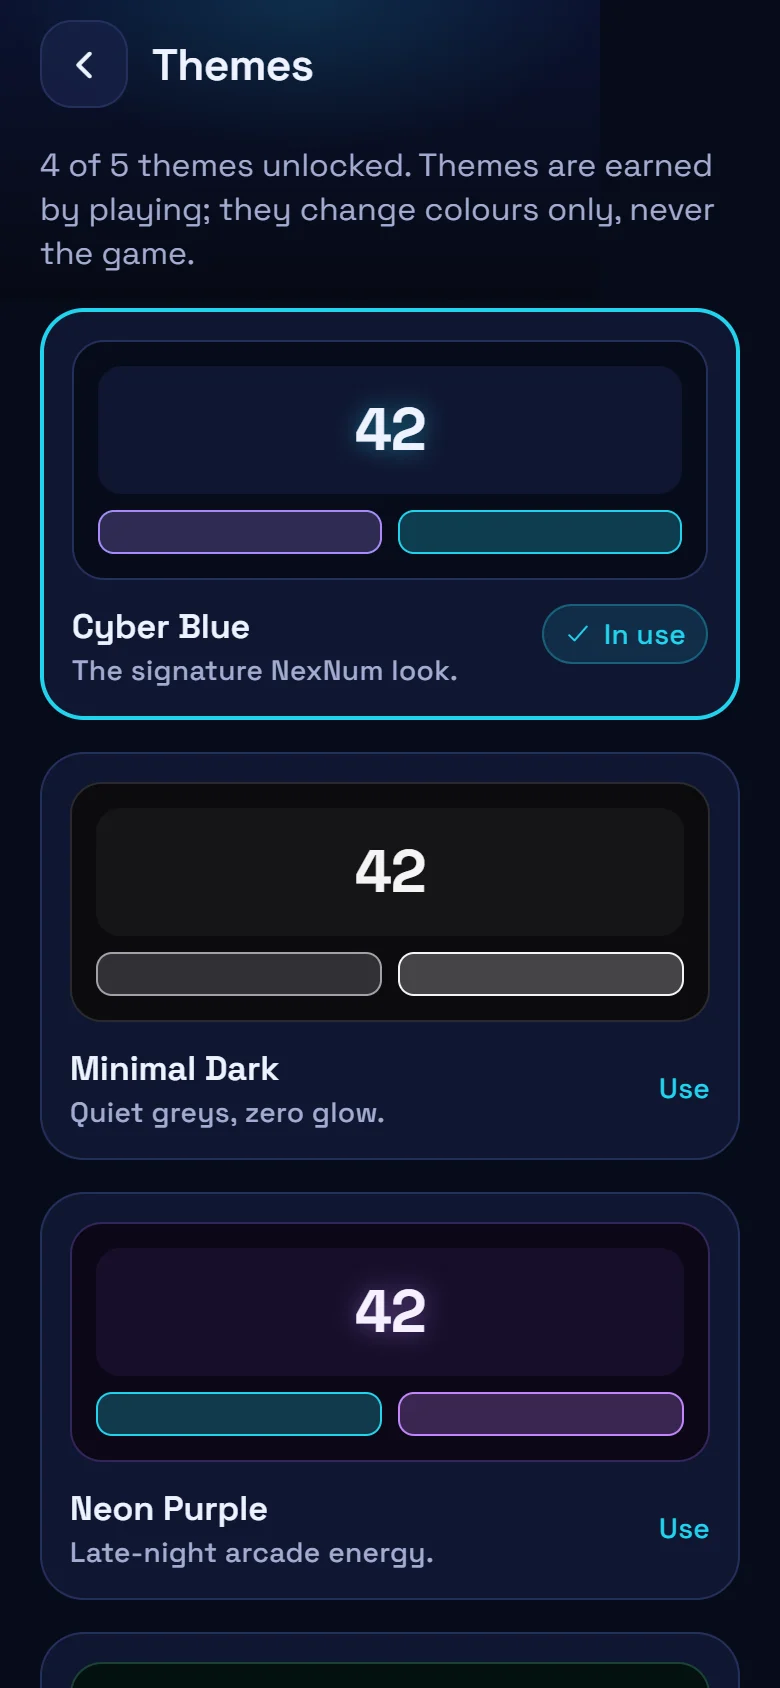 Themes
4 of 5 themes unlocked. Themes are earned
by playing; they change colours only, never
the game.
42
Cyber Blue
The signature NexNum look.
In use
42
Minimal Dark
Quiet greys, zero glow.
Use
42
Neon Purple
Late-night arcade energy.
Use